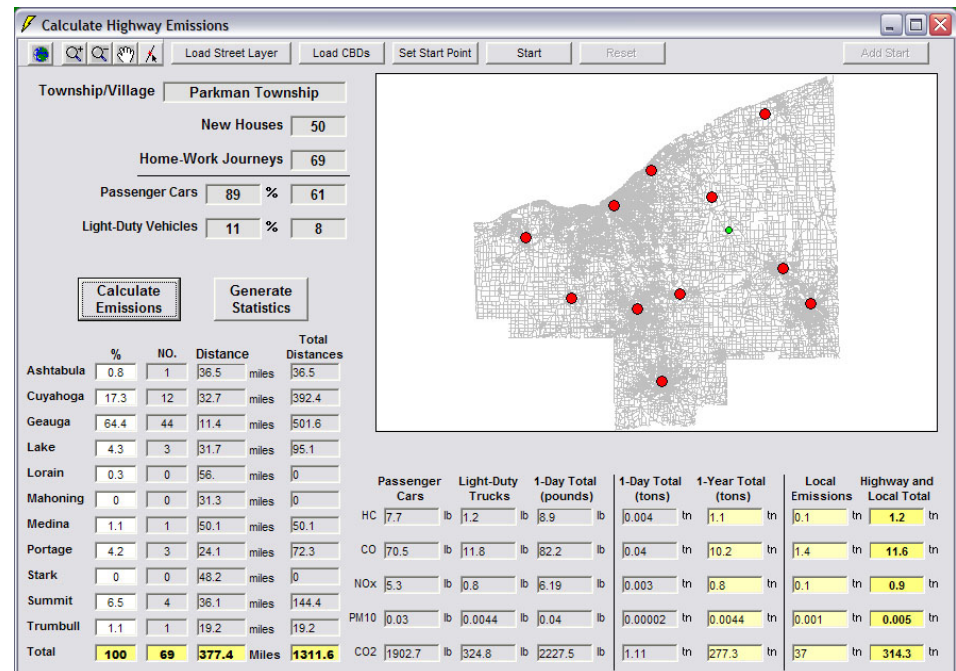 Calculate Highway Emissions
Load Street Layer Load CBDs Set Start Point Start Reset Add Start
Township/Village Parkman Township
New Houses 50
Home-Work Journeys 69
Passenger Cars 89 % 61
Light-Duty Vehicles 11 % 8
Calculate Emissions Generate Statistics
% NO. Distance Total Distances
Ashtabula 0.8 1 36.5 miles 36.5
Cuyahoga 17.3 12 32.7 miles 392.4
Geauga 64.4 44 11.4 miles 501.6
Lake 4.3 3 31.7 miles 95.1
Lorain 0.3 0 56. miles 0
Mahoning 0 0 31.3 miles 0
Medina 1.1 1 50.1 miles 50.1
Portage 4.2 3 24.1 miles 72.3
Stark 0 0 48.2 miles 0
Summit 6.5 4 36.1 miles 144.4
Trumbull 1.1 1 19.2 miles 19.2
Total 100 69 377.4 Miles 1311.6
Passenger Light-Duty 1-Day Total 1-Day Total 1-Year Total Local Highway and
Cars Trucks (pounds) (tons) (tons) Emissions Local Total
HC 7.7 lb 1.2 lb 8.9 lb 0.004 tn 1.1 tn 0.1 tn 1.2 tn
CO 70.5 lb 11.8 lb 82.2 lb 0.04 tn 10.2 tn 1.4 tn 11.6 tn
NOx 5.3 lb 0.8 lb 6.19 lb 0.003 tn 0.8 tn 0.1 tn 0.9 tn
PM10 0.03 lb 0.0044 lb 0.04 lb 0.00002 tn 0.0044 tn 0.001 tn 0.005 tn
CO2 1902.7 lb 324.8 lb 2227.5 lb 1.11 tn 277.3 tn 37 tn 314.3 tn